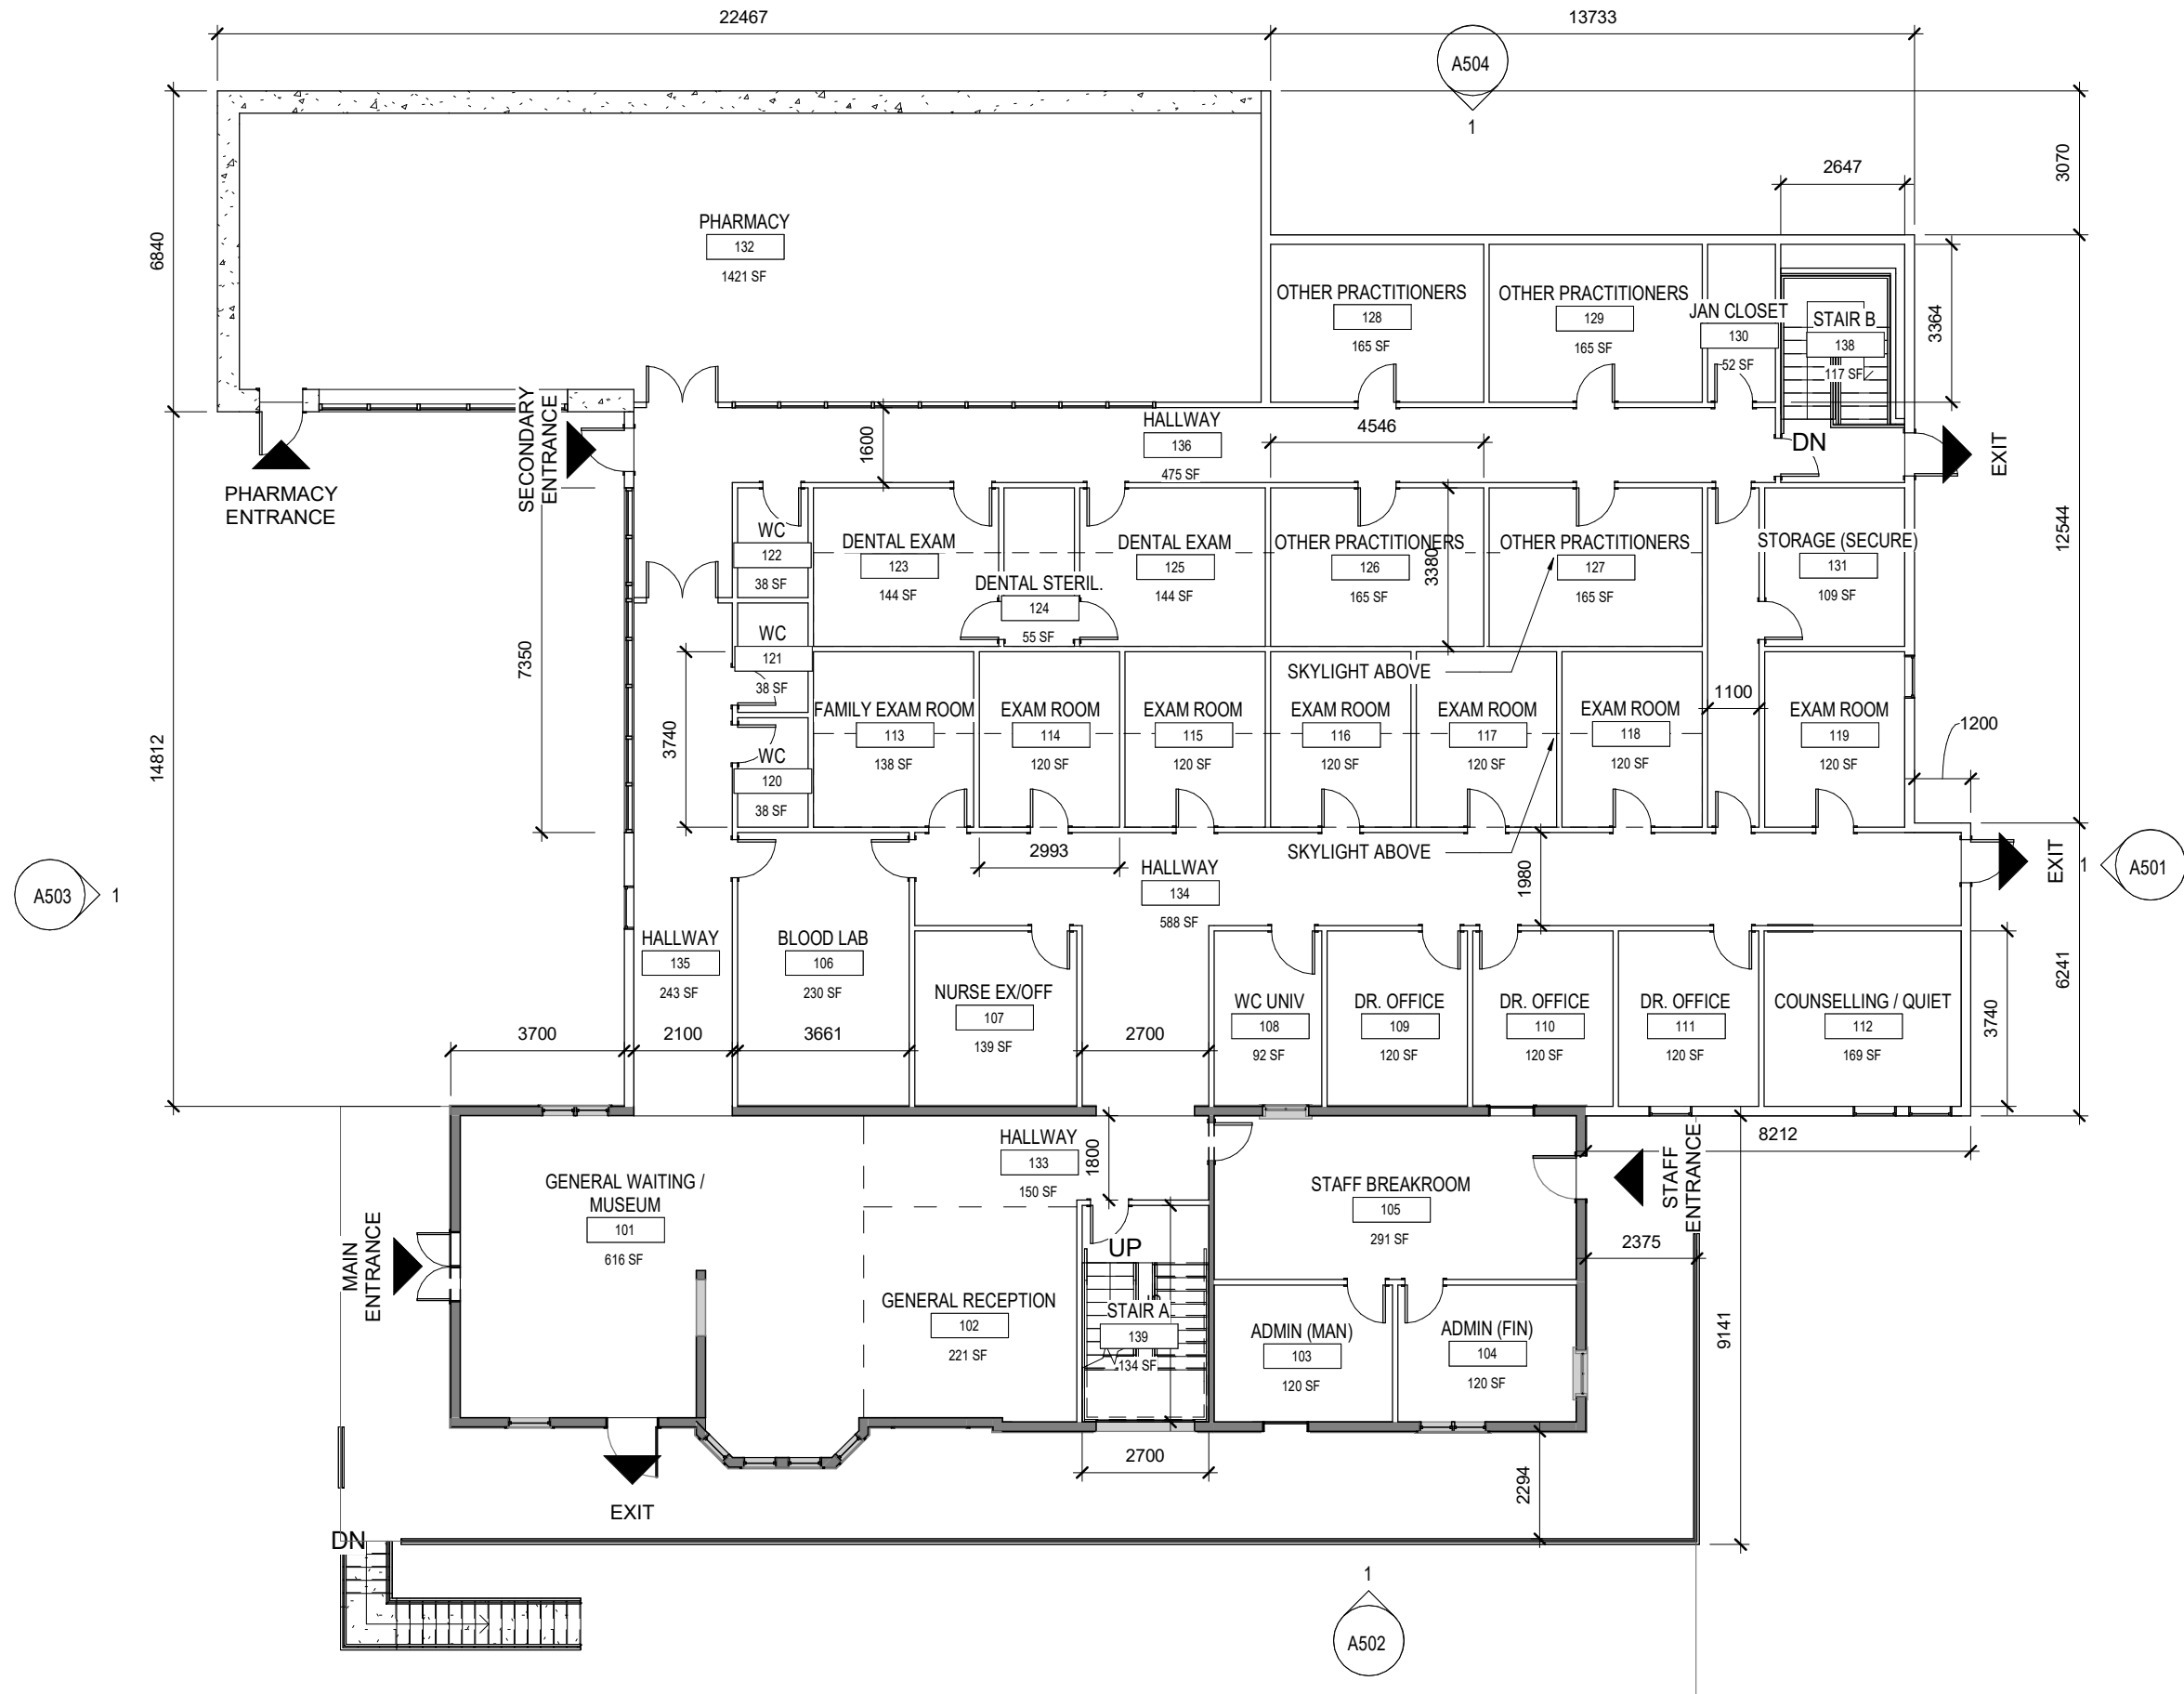 22467
13733
A504
1
3070
2647
6840
PHARMACY
132
1421 SF
OTHER PRACTITIONERS
128
165 SF
OTHER PRACTITIONERS
129
165 SF
JAN CLOSET
130
52 SF
STAIR B
138
117 SF
3364
SECONDARY
ENTRANCE
PHARMACY
ENTRANCE
1600
HALLWAY
136
475 SF
4546
DN
EXIT
12544
WC
122
38 SF
DENTAL EXAM
123
144 SF
DENTAL STERIL.
124
55 SF
DENTAL EXAM
125
144 SF
OTHER PRACTITIONERS
126
165 SF
3380
OTHER PRACTITIONERS
127
165 SF
STORAGE (SECURE)
131
109 SF
7350
WC
121
38 SF
SKYLIGHT ABOVE
14812
3740
WC
120
38 SF
FAMILY EXAM ROOM
113
138 SF
EXAM ROOM
114
120 SF
EXAM ROOM
115
120 SF
EXAM ROOM
116
120 SF
EXAM ROOM
117
120 SF
EXAM ROOM
118
120 SF
1100
EXAM ROOM
119
120 SF
1200
SKYLIGHT ABOVE
2993
HALLWAY
134
588 SF
1980
EXIT
1
A501
A503
1
HALLWAY
135
243 SF
BLOOD LAB
106
230 SF
NURSE EX/OFF
107
139 SF
WC UNIV
108
92 SF
DR. OFFICE
109
120 SF
DR. OFFICE
110
120 SF
DR. OFFICE
111
120 SF
COUNSELLING / QUIET
112
169 SF
3740
6241
3700
2100
3661
2700
8212
HALLWAY
133
150 SF
1800
GENERAL WAITING /
MUSEUM
101
616 SF
STAFF BREAKROOM
105
291 SF
STAFF
ENTRANCE
MAIN
ENTRANCE
UP
2375
GENERAL RECEPTION
102
221 SF
STAIR A
139
134 SF
ADMIN (MAN)
103
120 SF
ADMIN (FIN)
104
120 SF
9141
2700
2294
EXIT
DN
1
A502